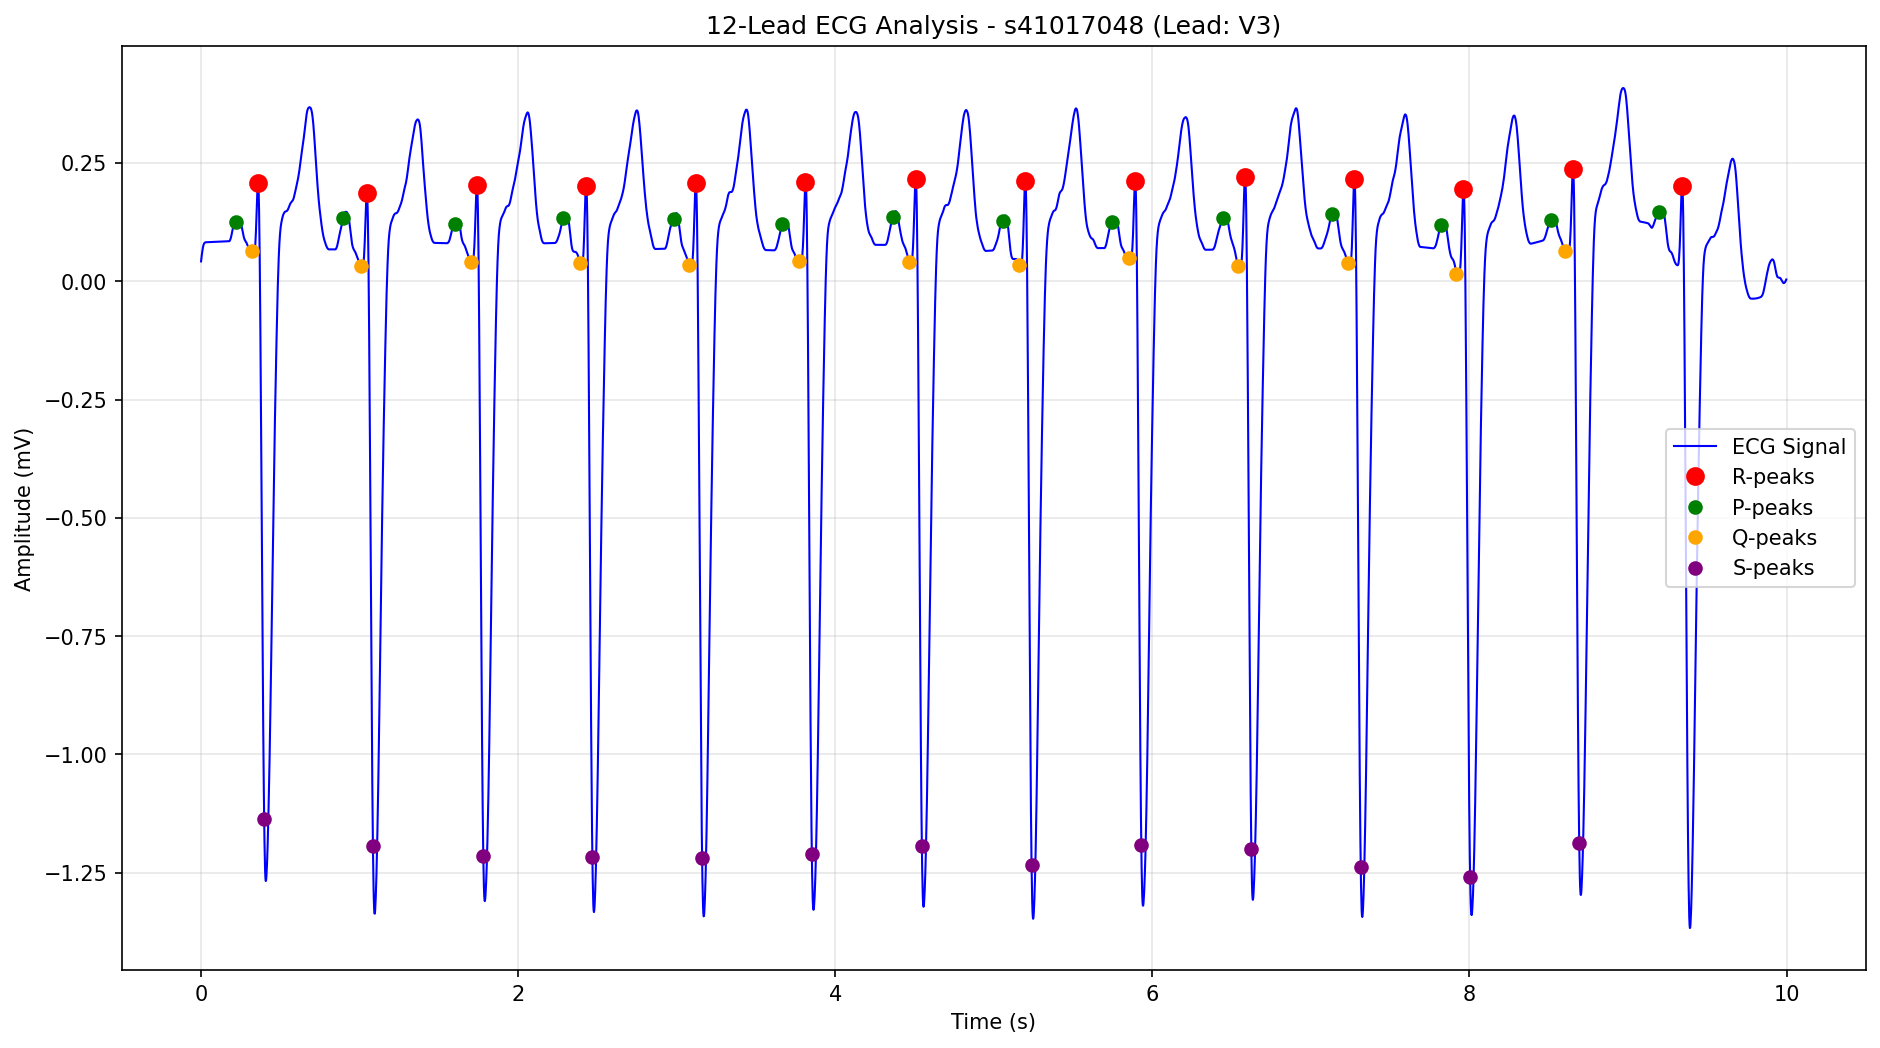 12-Lead ECG Analysis - s41017048 (Lead: V3)
Amplitude (mV)
0.25
0.00
−0.25
−0.50
−0.75
−1.00
−1.25
ECG Signal
R-peaks
P-peaks
Q-peaks
S-peaks
0 2 4 6 8 10
Time (s)